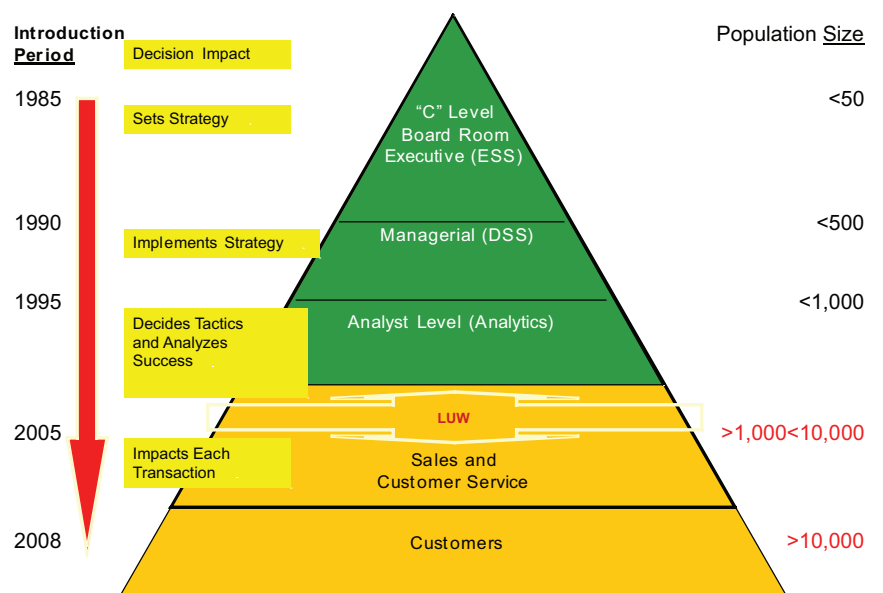 Introduction
Period
Decision Impact
Population Size
1985
Sets Strategy
“C” Level
Board Room
Executive (ESS)
<50
1990
Implements Strategy
Managerial (DSS)
<500
1995
Decides Tactics
and Analyzes
Success
Analyst Level (Analytics)
<1,000
LUW
2005
>1,000<10,000
Impacts Each
Transaction
Sales and
Customer Service
2008
Customers
>10,000